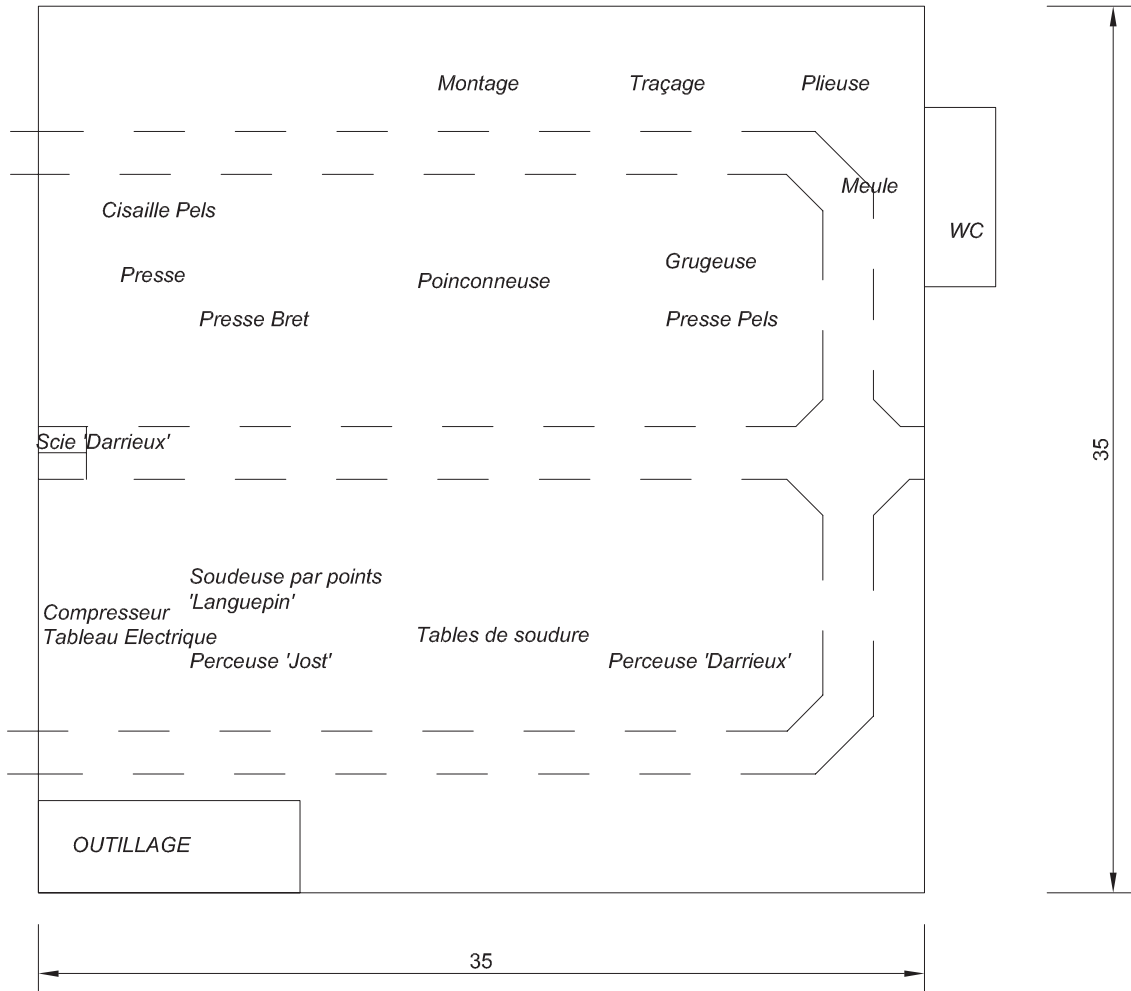 Montage
Traçage
Plieuse
Meule
Cisaille Pels
WC
Grugeuse
Presse
Poinconneuse
Presse Bret
Presse Pels
Scie 'Darrieux'
35
Soudeuse par points
'Languepin'
Compresseur
Tableau Electrique
Tables de soudure
Perceuse 'Jost'
Perceuse 'Darrieux'
OUTILLAGE
35